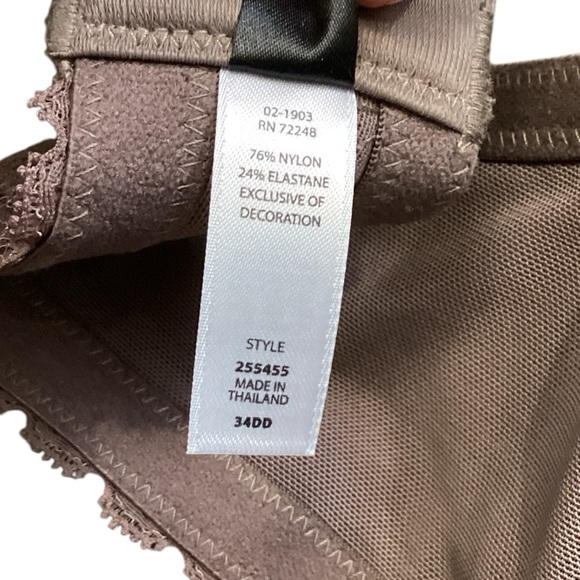 02-1903
RN 72248
76% NYLON
24% ELASTANE
EXCLUSIVE OF
DECORATION
STYLE
255455
MADE IN
THAILAND
34DD